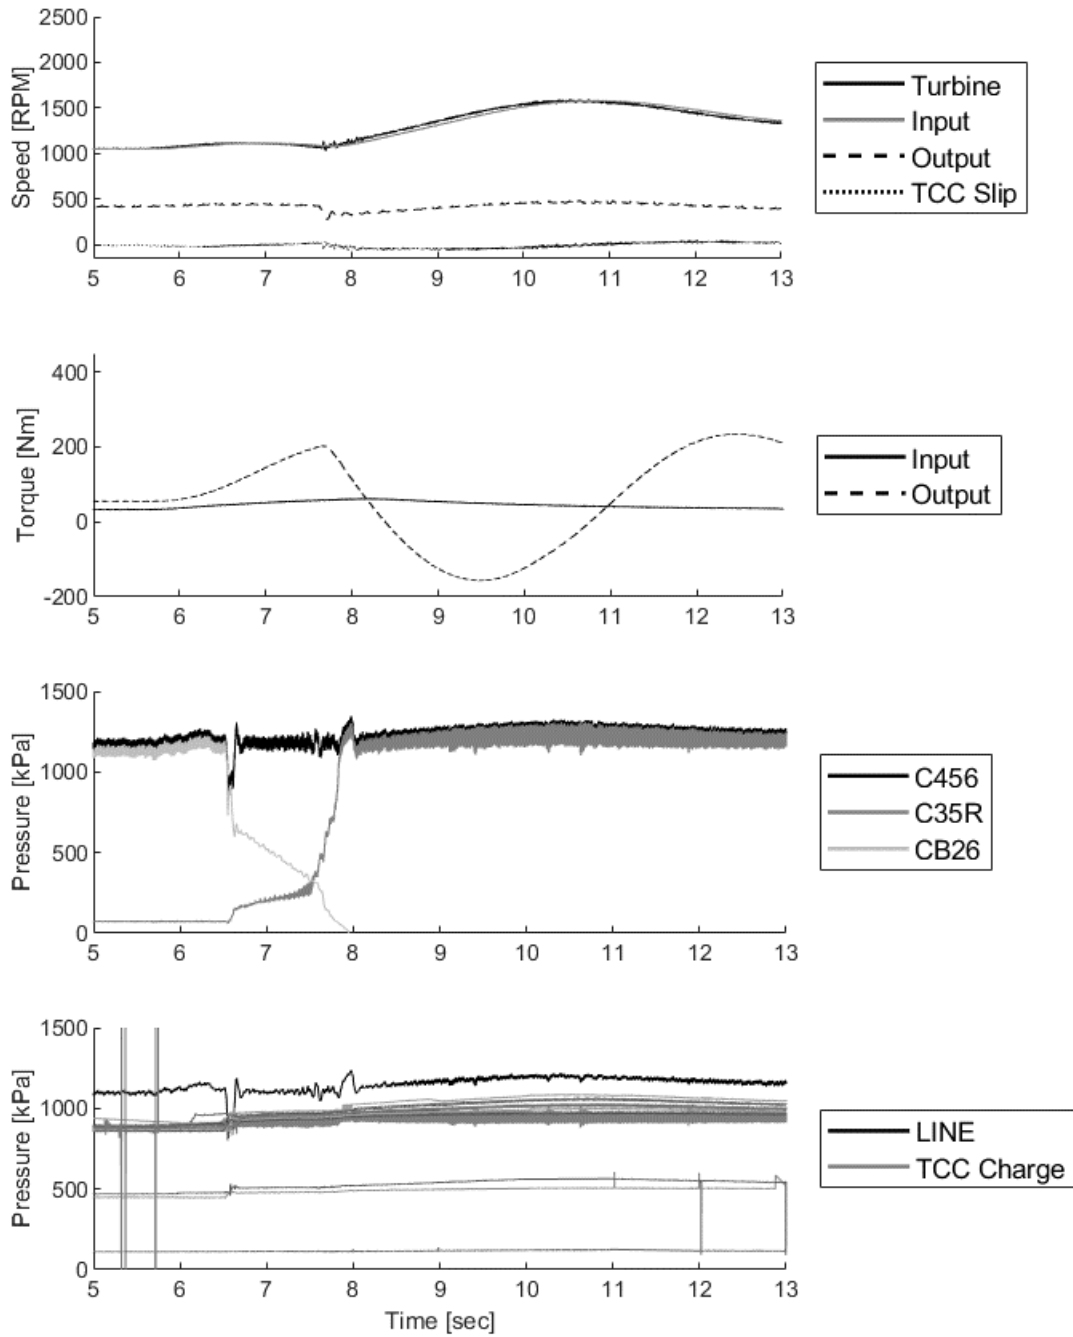 2500
2000
1500
1000
500
0
Speed [RPM]
5 6 7 8 9 10 11 12 13
Turbine
Input
Output
TCC Slip
400
200
0
-200
Torque [Nm]
5 6 7 8 9 10 11 12 13
Input
Output
1500
1000
500
0
Pressure [kPa]
5 6 7 8 9 10 11 12 13
C456
C35R
CB26
1500
1000
500
0
Pressure [kPa]
5 6 7 8 9 10 11 12 13
Time [sec]
LINE
TCC Charge